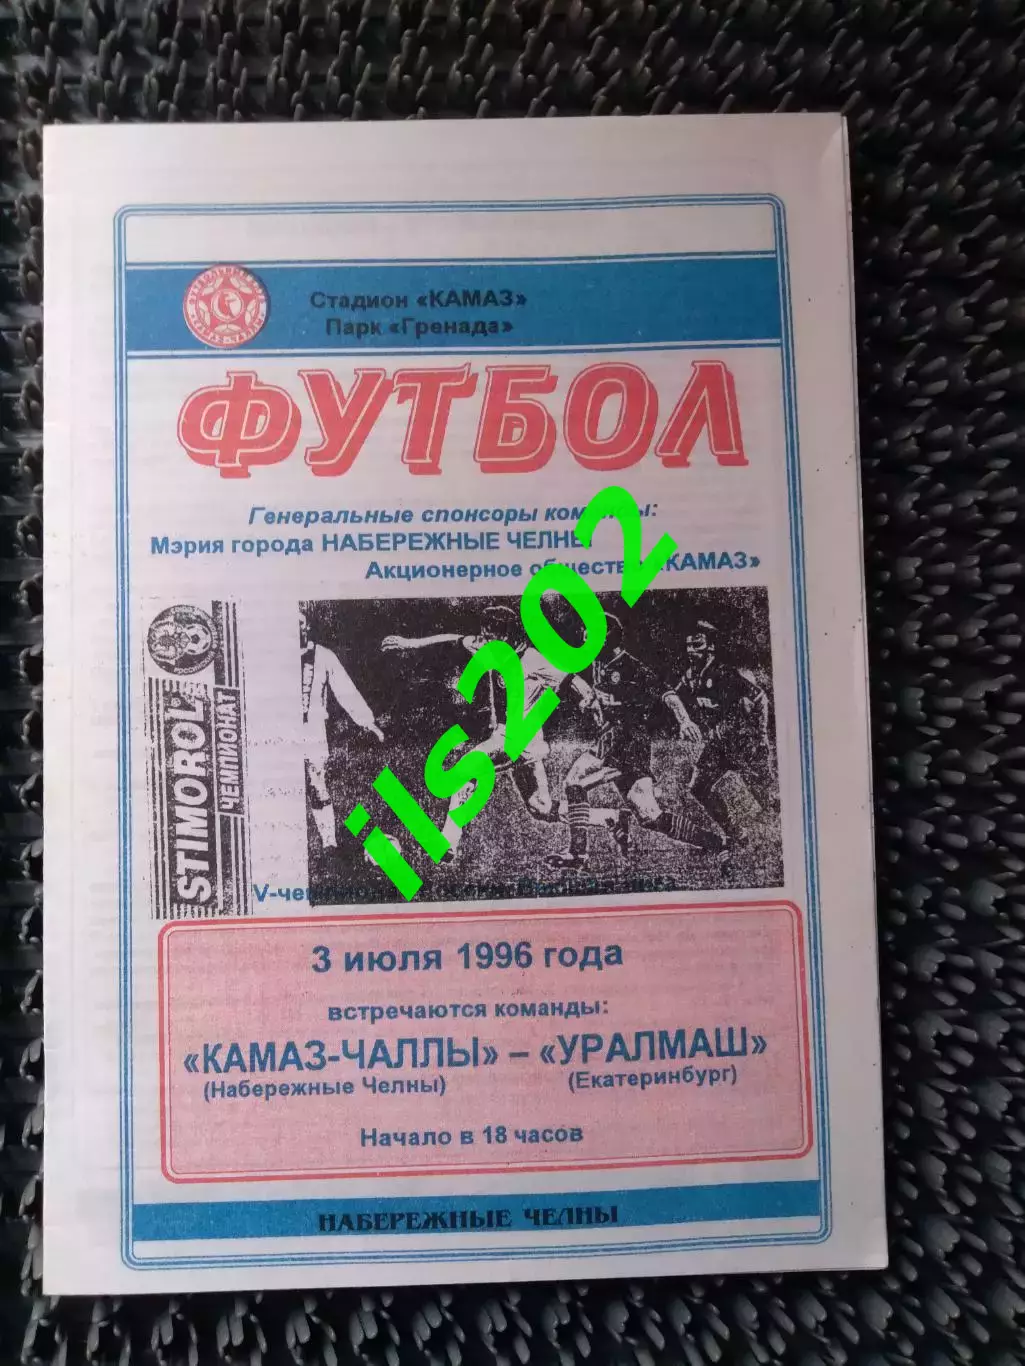 Стадион «КАМАЗ»
Парк «Гренада»
ФУТБОЛ
Генеральные спонсоры команды:
Мэрия города НАБЕРЕЖНЫЕ ЧЕЛНЫ
Акционерное общество «КАМАЗ»
STIMOROL
ЧЕМПИОНАТ
ils202
3 июля 1996 года
встречаются команды:
«КАМАЗ-ЧАЛЛЫ» – «УРАЛМАШ»
(Набережные Челны) (Екатеринбург)
Начало в 18 часов
НАБЕРЕЖНЫЕ ЧЕЛНЫ